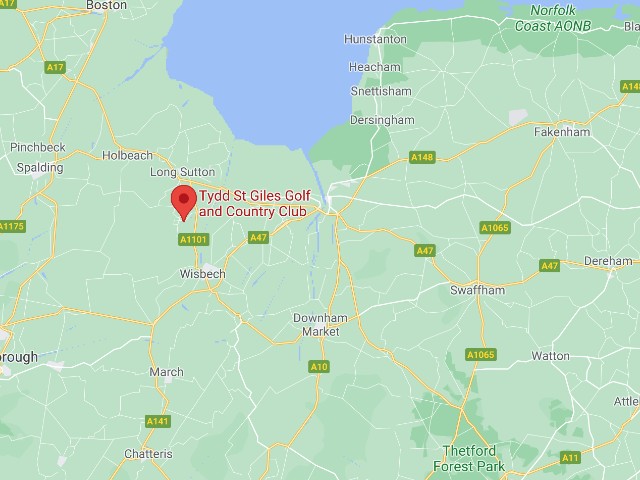 A17
Boston
Norfolk
Coast AONB
Hunstanton
Heacham
A17
Snettisham
A148
Dersingham
Fakenham
Pinchbeck
Holbeach
A148
Spalding
Long Sutton
Tydd St Giles Golf
and Country Club
A1175
A1101
A47
A1065
A47
A47
Dereham
Wisbech
Swaffham
Downham
Market
orough
A1065
Watton
A10
March
Attle
A141
Thetford
Forest Park
Chatteris
A11